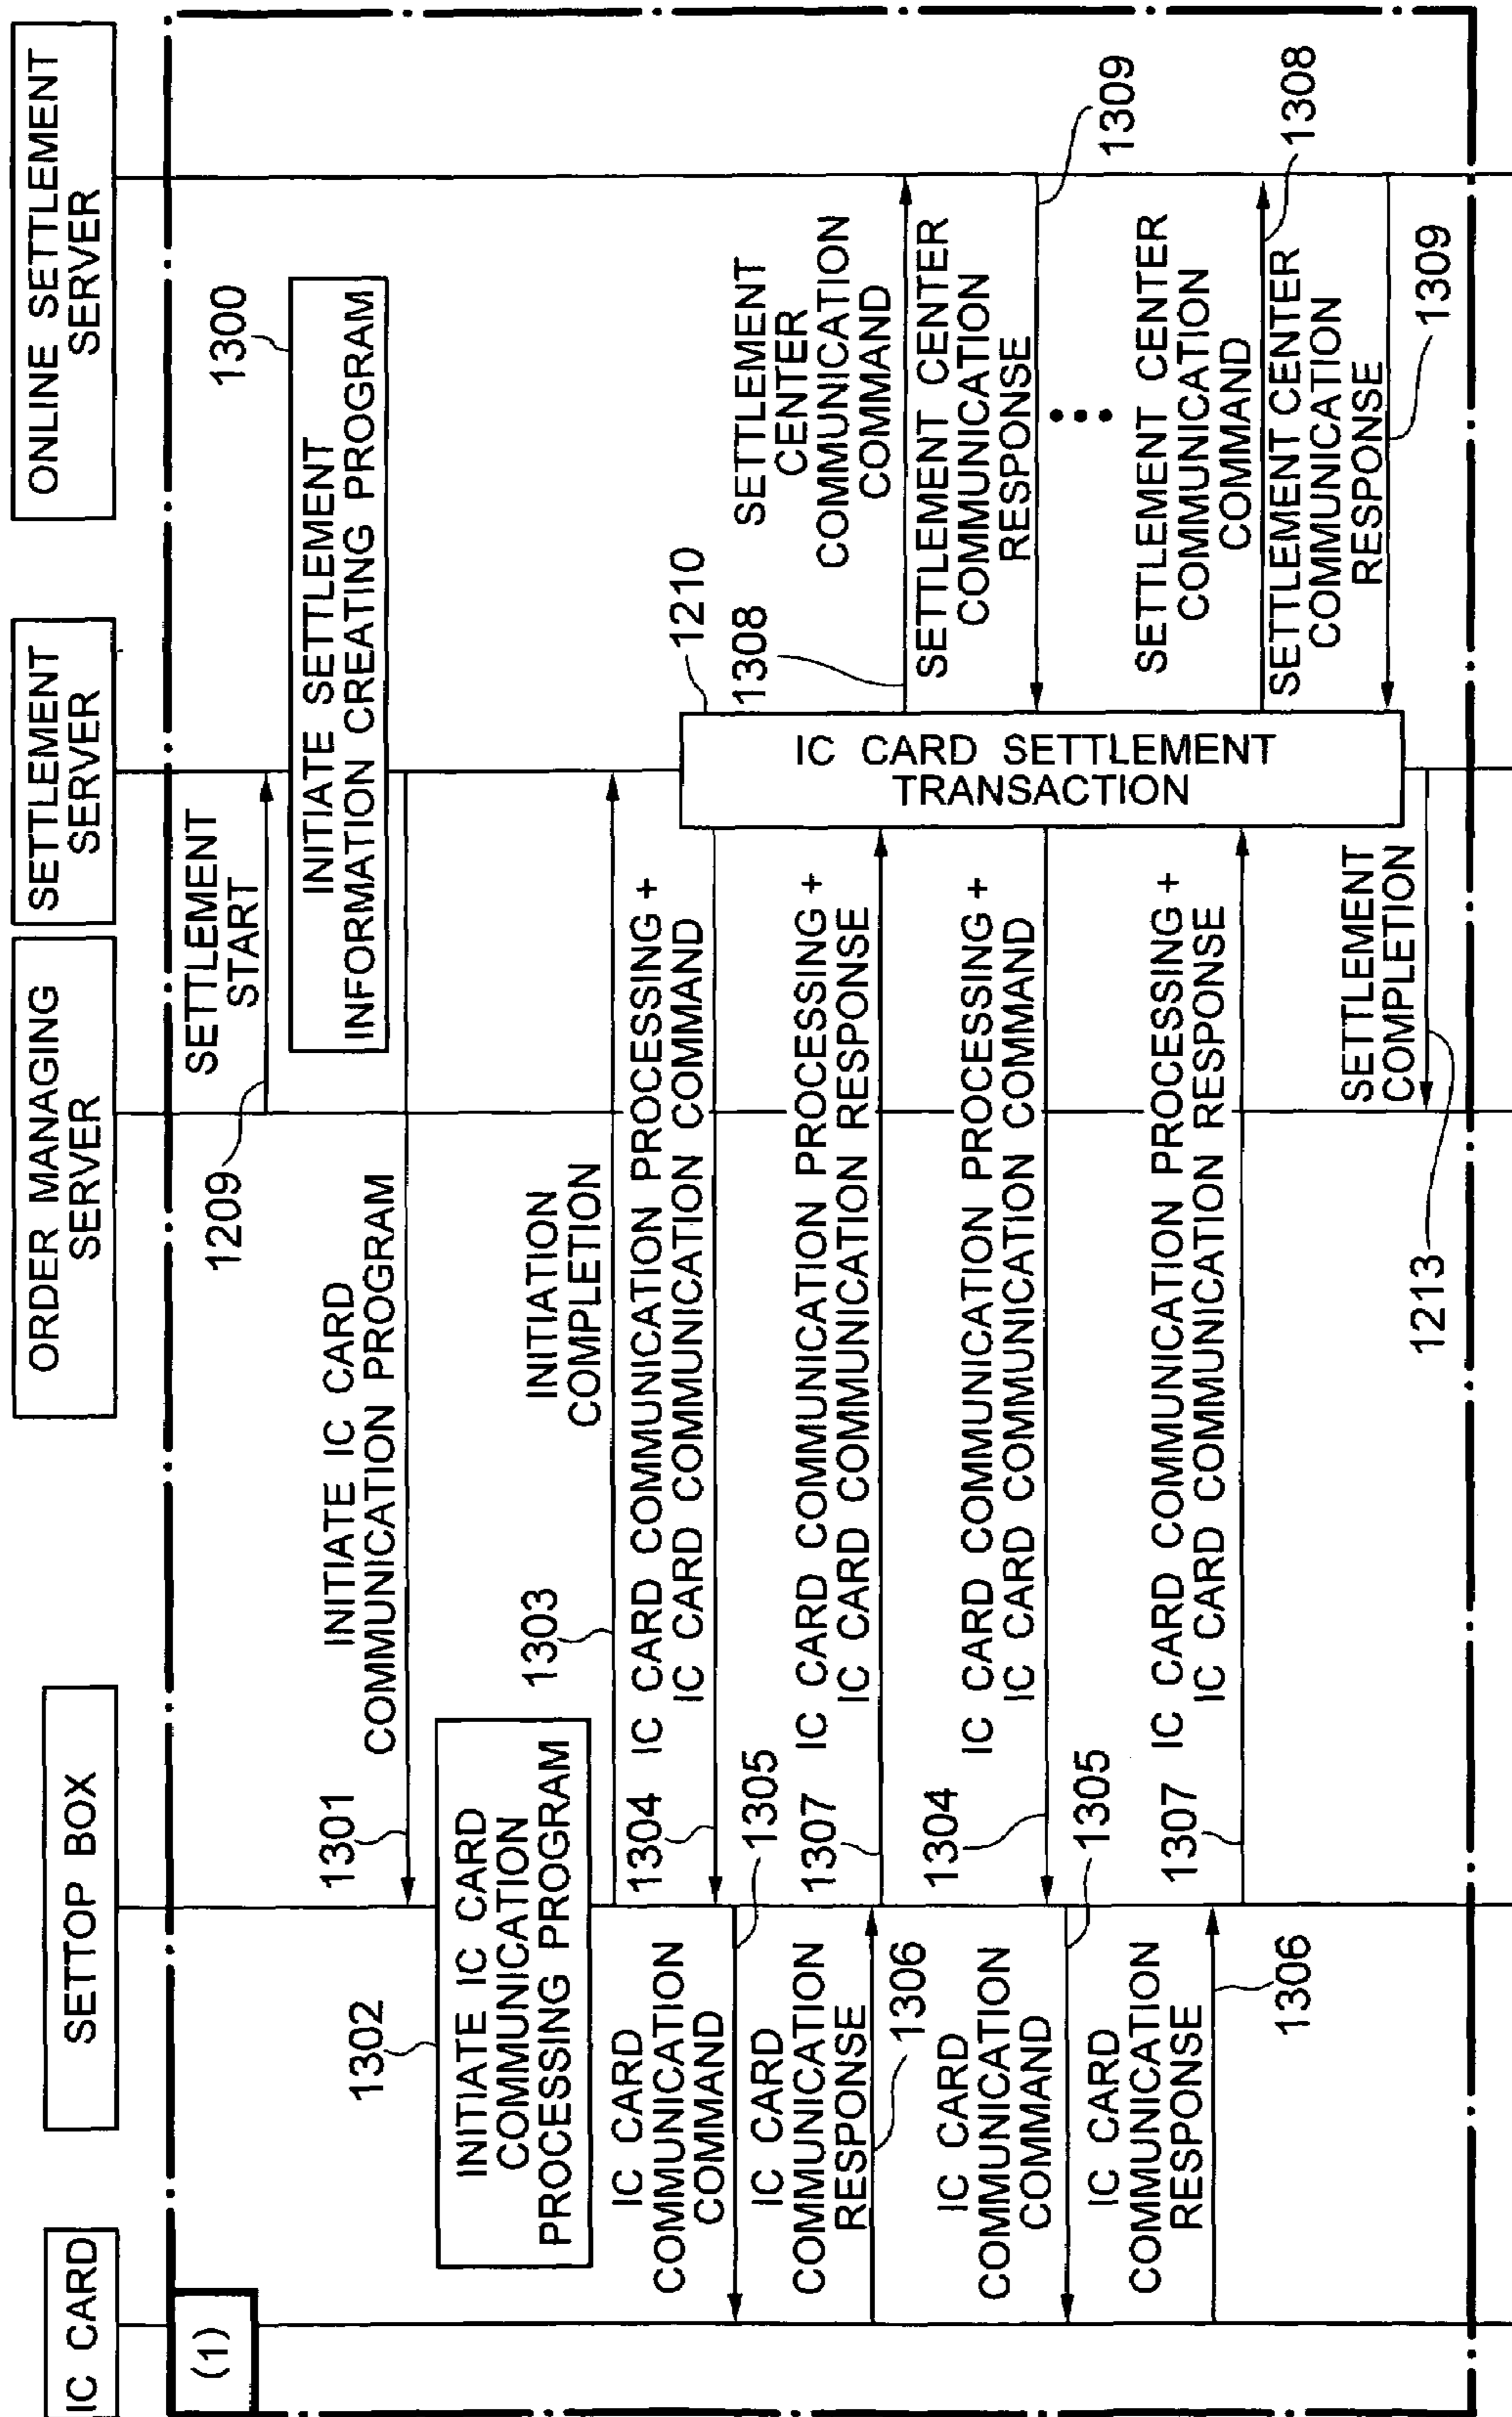 IC CARD
SETTOP BOX
ORDER MANAGING
SERVER
SETTLEMENT
SERVER
ONLINE SETTLEMENT
SERVER
(1)
SETTLEMENT
START
1209
1300
INITIATE SETTLEMENT
INFORMATION CREATING PROGRAM
INITIATE IC CARD
COMMUNICATION PROGRAM
1301
1302
INITIATE IC CARD
COMMUNICATION
PROCESSING PROGRAM
1303
INITIATION
COMPLETION
1304
IC CARD COMMUNICATION PROCESSING +
IC CARD COMMUNICATION COMMAND
1210
IC CARD SETTLEMENT
TRANSACTION
IC CARD
COMMUNICATION
COMMAND
1305
1308
SETTLEMENT
CENTER
COMMUNICATION
COMMAND
IC CARD
COMMUNICATION
RESPONSE
1306
1307
IC CARD COMMUNICATION PROCESSING +
IC CARD COMMUNICATION RESPONSE
SETTLEMENT CENTER
COMMUNICATION
RESPONSE
1309
IC CARD
COMMUNICATION
COMMAND
1305
1304
IC CARD COMMUNICATION PROCESSING +
IC CARD COMMUNICATION COMMAND
SETTLEMENT CENTER
COMMUNICATION
COMMAND
1308
IC CARD
COMMUNICATION
RESPONSE
1306
1307
IC CARD COMMUNICATION PROCESSING +
IC CARD COMMUNICATION RESPONSE
SETTLEMENT CENTER
COMMUNICATION
RESPONSE
1309
SETTLEMENT
COMPLETION
1213